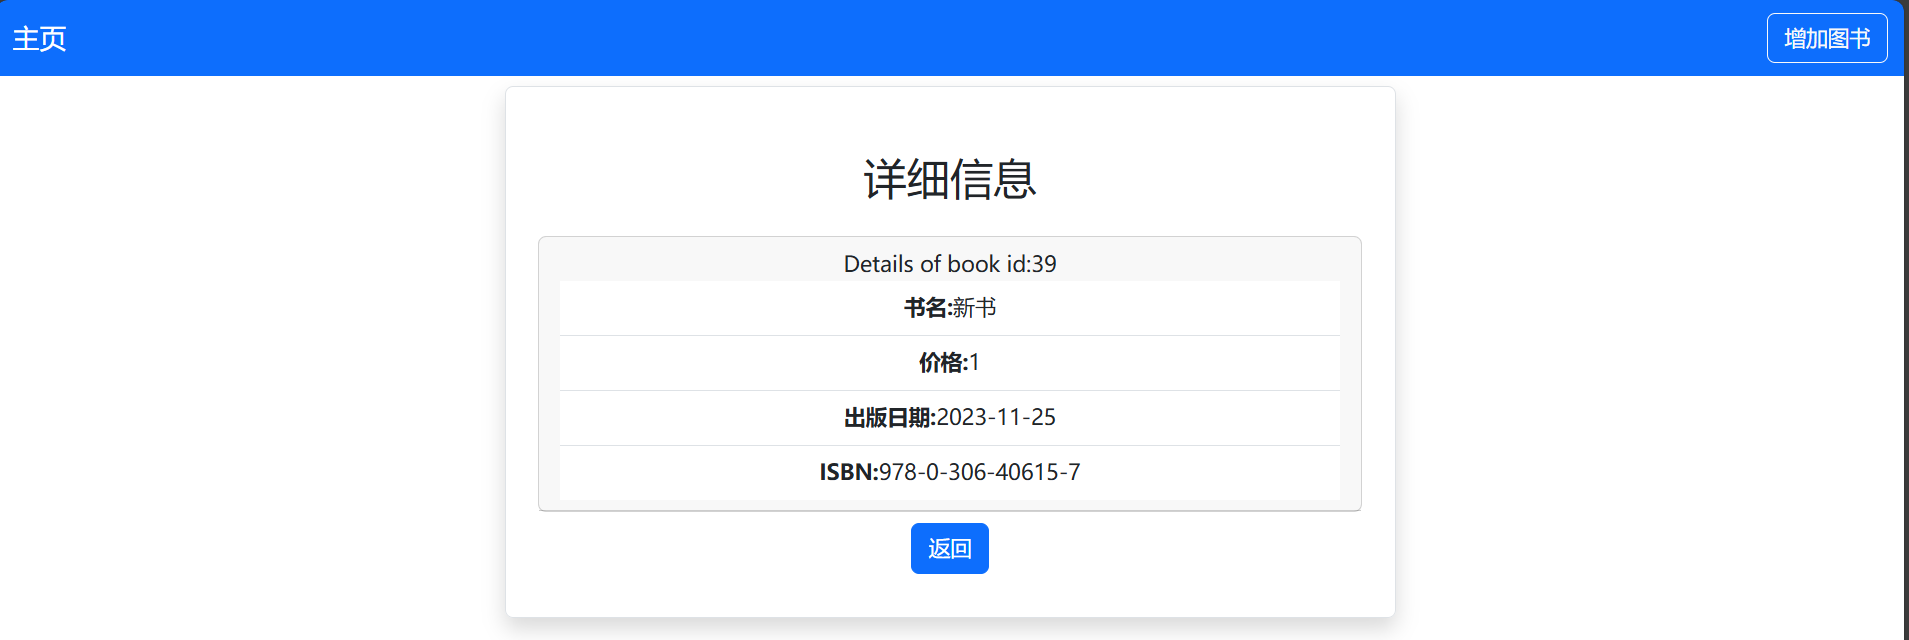 主页
增加图书
详细信息
Details of book id:39
书名:新书
价格:1
出版日期:2023-11-25
ISBN:978-0-306-40615-7
返回